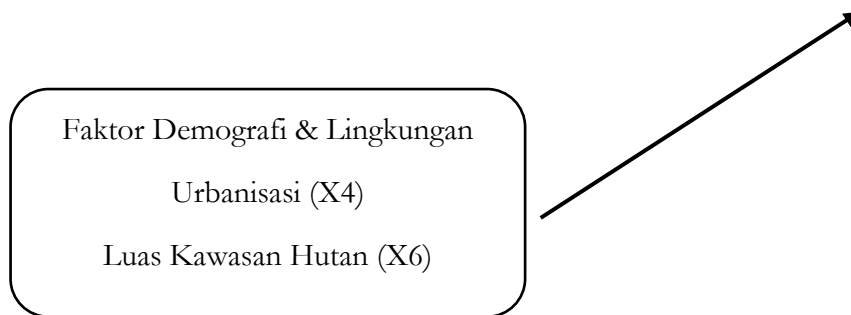 Faktor Demografi & Lingkungan
Urbanisasi (X4)
Luas Kawasan Hutan (X6)